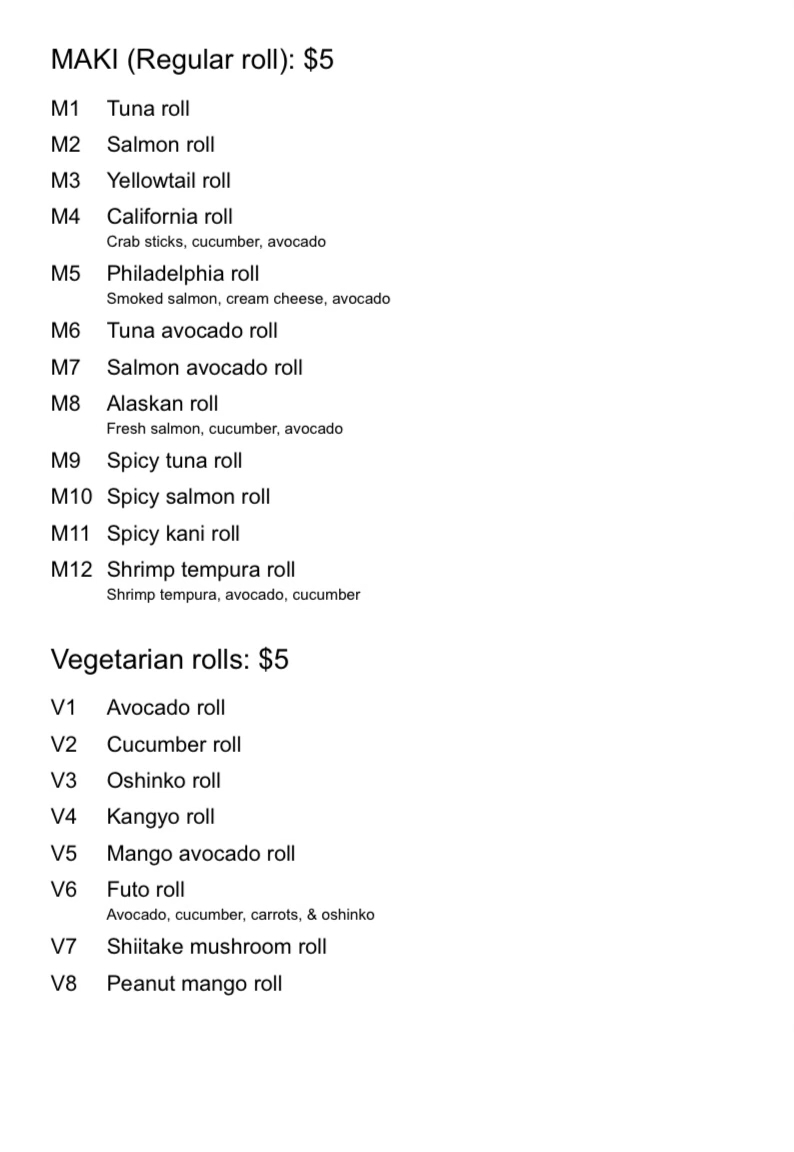 MAKI (Regular roll): $5
M1 Tuna roll
M2 Salmon roll
M3 Yellowtail roll
M4 California roll
Crab sticks, cucumber, avocado
M5 Philadelphia roll
Smoked salmon, cream cheese, avocado
M6 Tuna avocado roll
M7 Salmon avocado roll
M8 Alaskan roll
Fresh salmon, cucumber, avocado
M9 Spicy tuna roll
M10 Spicy salmon roll
M11 Spicy kani roll
M12 Shrimp tempura roll
Shrimp tempura, avocado, cucumber
Vegetarian rolls: $5
V1 Avocado roll
V2 Cucumber roll
V3 Oshinko roll
V4 Kangyo roll
V5 Mango avocado roll
V6 Futo roll
Avocado, cucumber, carrots, & oshinko
V7 Shiitake mushroom roll
V8 Peanut mango roll